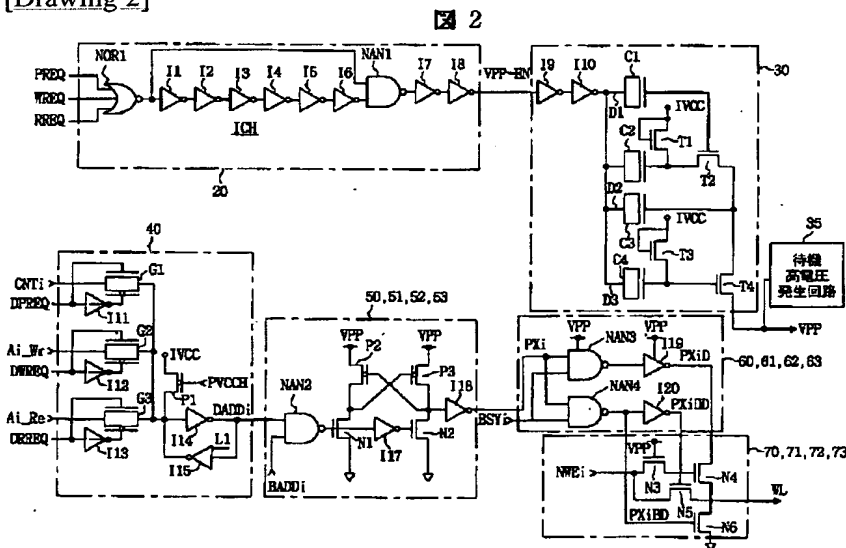 [Drawing 2]
図 2
NOR1
PREQ
WREQ
RREQ
I1
I2
I3
I4
I5
I6
NAN1
I7
I8
ICH
20
VPP-EN
I9
I10
C1
30
D1
IVCC
C2
T1
T2
D2
C3
IVCC
T3
C4
D3
T4
35
待機
高電圧
発生回路
VPP
40
CNTi
G1
DPREQ
I11
Ai_Wr
G2
DWREQ
I12
IVCC
PVCCH
P1
Ai_Re
G3
DRREQ
I13
I14
DADDi
L1
I15
50,51,52,53
VPP
VPP
P2
P3
NAN2
I18
N1
I17
N2
BADDi
PXi
VPP
NAN3
VPP
I19
PXiD
60,61,62,63
NAN4
I20
PXiDD
BSYi
70,71,72,73
VPP
NWEi
N3
N4
N5
WL
PXiBD
N6